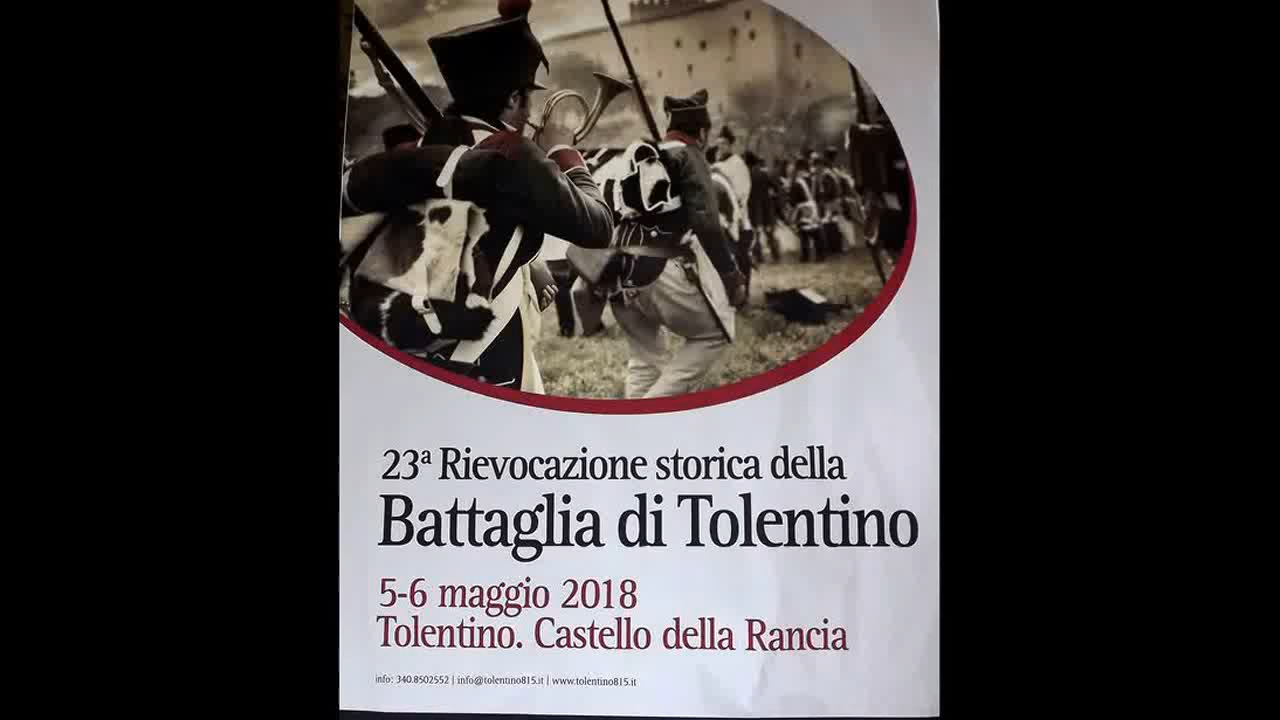 23ª Rievocazione storica della
Battaglia di Tolentino
5-6 maggio 2018
Tolentino. Castello della Rancia
info: 340.8502552 | info@tolentino815.it | www.tolentino815.it